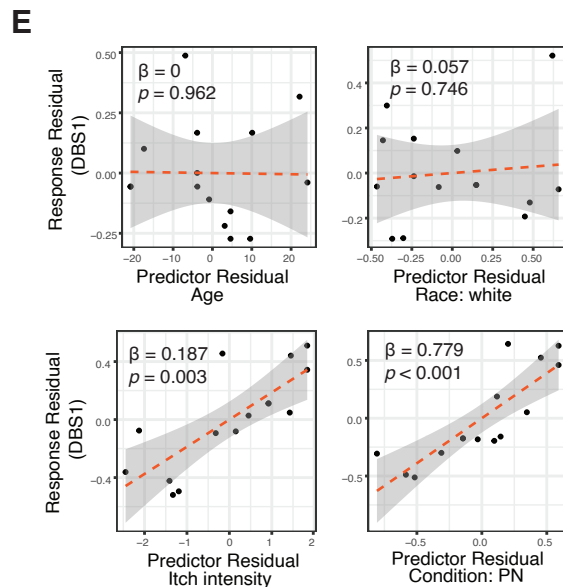 E
Response Residual
(DBS1)
0.50
0.25
0.00
−0.25
β = 0
p = 0.962
−20
−10
0
10
20
Predictor Residual
Age
0.4
0.2
0.0
−0.2
β = 0.057
p = 0.746
−0.50
−0.25
0.00
0.25
0.50
Predictor Residual
Race: white
Response Residual
(DBS1)
0.4
0.0
−0.4
β = 0.187
p = 0.003
−2
−1
0
1
2
Predictor Residual
Itch intensity
0.5
0.0
−0.5
β = 0.779
p < 0.001
−0.5
0.0
0.5
Predictor Residual
Condition: PN